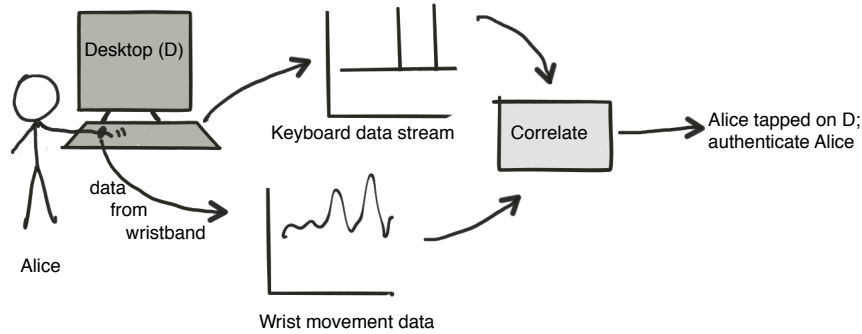 Desktop (D)
Keyboard data stream
Correlate
Alice tapped on D;
authenticate Alice
data
from
wristband
Alice
Wrist movement data